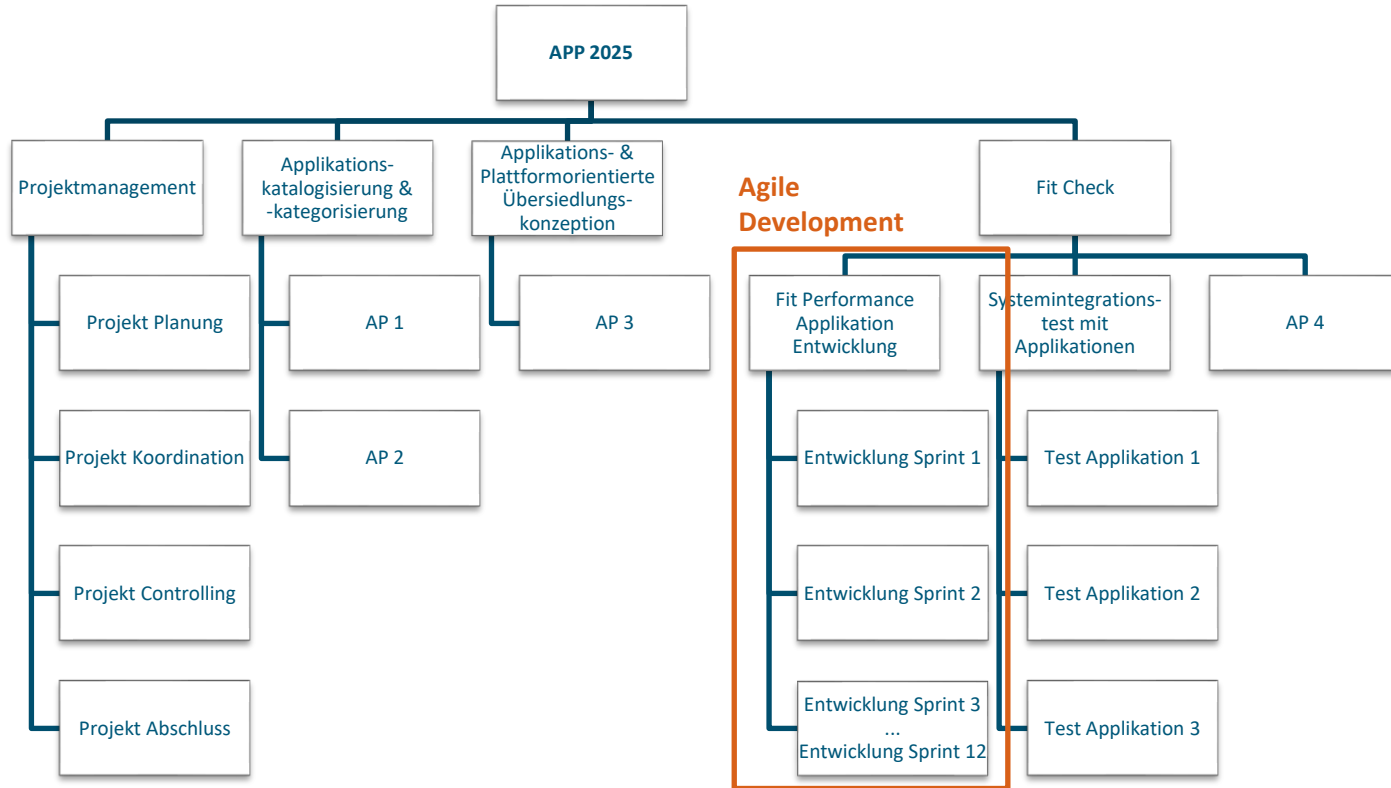 APP 2025
Projektmanagement
Applikations-
katalogisierung &
-kategorisierung
Applikations- &
Plattformorientierte
Übersiedlungs-
konzeption
Fit Check
Agile
Development
Projekt Planung
Projekt Koordination
Projekt Controlling
Projekt Abschluss
AP 1
AP 2
AP 3
Fit Performance
Applikation
Entwicklung
Systemintegrations-
test mit
Applikationen
AP 4
Entwicklung Sprint 1
Entwicklung Sprint 2
Entwicklung Sprint 3
...
Entwicklung Sprint 12
Test Applikation 1
Test Applikation 2
Test Applikation 3